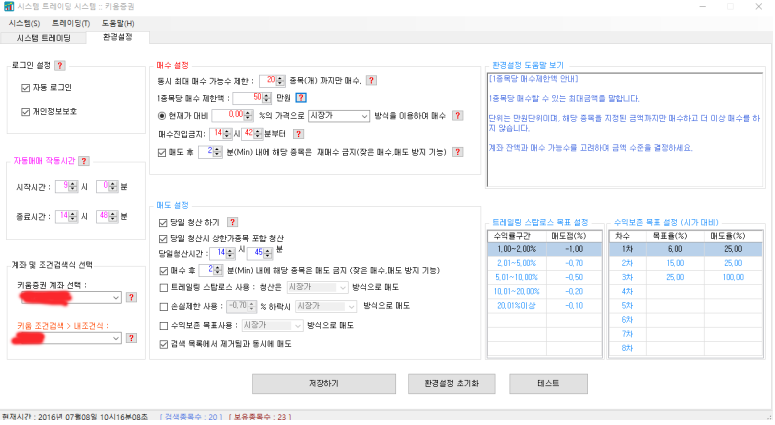 시스템 트레이딩 시스템 :: 키움증권
시스템(S) 트레이딩(T) 도움말(H)
시스템 트레이딩 환경설정
로그인 설정 ?
자동 로그인
개인정보보호
자동매매 작동시간 ?
시작시간 : 9 시 0 분
종료시간 : 14 시 48 분
계좌 및 조건검색식 선택
키움증권 계좌 선택 :
?
키움 조건검색 > 내조건식 :
?
매수 설정
동시 최대 매수 가능수 제한 : 20 종목(개) 까지만 매수. ?
1종목당 매수 제한액 : 50 만원 ?
현재가 대비 0.00 %의 가격으로 시장가 방식을 이용하여 매수 ?
매수진입금지: 14 시 42 분부터 ?
매도 후 2 분(Min) 내에 해당 종목은 재매수 금지(잦은 매수,매도 방지 기능) ?
매도 설정
당일 청산 하기 ?
당일 청산시 상한가종목 포함 청산
당일청산시간 : 14 시 45 분
매수 후 2 분(Min) 내에 해당 종목은 매도 금지 (잦은 매수,매도 방지 기능)
트레일링 스탑로스 사용 : 청산은 시장가 방식으로 매도
손실제한 사용 : -0.70 % 하락시 시장가 방식으로 매도
수익보존 목표사용 : 시장가 방식으로 매도
검색 목록에서 제거됨과 동시에 매도
환경설정 도움말 보기
[1종목당 매수제한액 안내]
1종목당 매수할 수 있는 최대금액을 말합니다.
단위는 만원단위이며, 해당 종목을 지정된 금액까지만 매수하고 더 이상 매수를 하
지 않습니다.
계좌 잔액과 매수 가능수를 고려하여 금액 수준을 결정하세요.
트레일링 스탑로스 목표 설정
수익률구간 매도점(%)
1.00~2.00% -1.00
2.01~5.00% -0.70
5.01~10.00% -0.50
10.01~20.00% -0.20
20.01%이상 -0.10
수익보존 목표 설정 (시가 대비)
차수 목표율(%) 매도율(%)
1차 6.00 25.00
2차 15.00 25.00
3차 25.00 100.00
4차
5차
6차
7차
8차
저장하기 환경설정 초기화 테스트
현재시간 : 2016년 07월08일 10시16분08초 [ 검색종목수 : 20 ] [ 보유종목수 : 23 ]